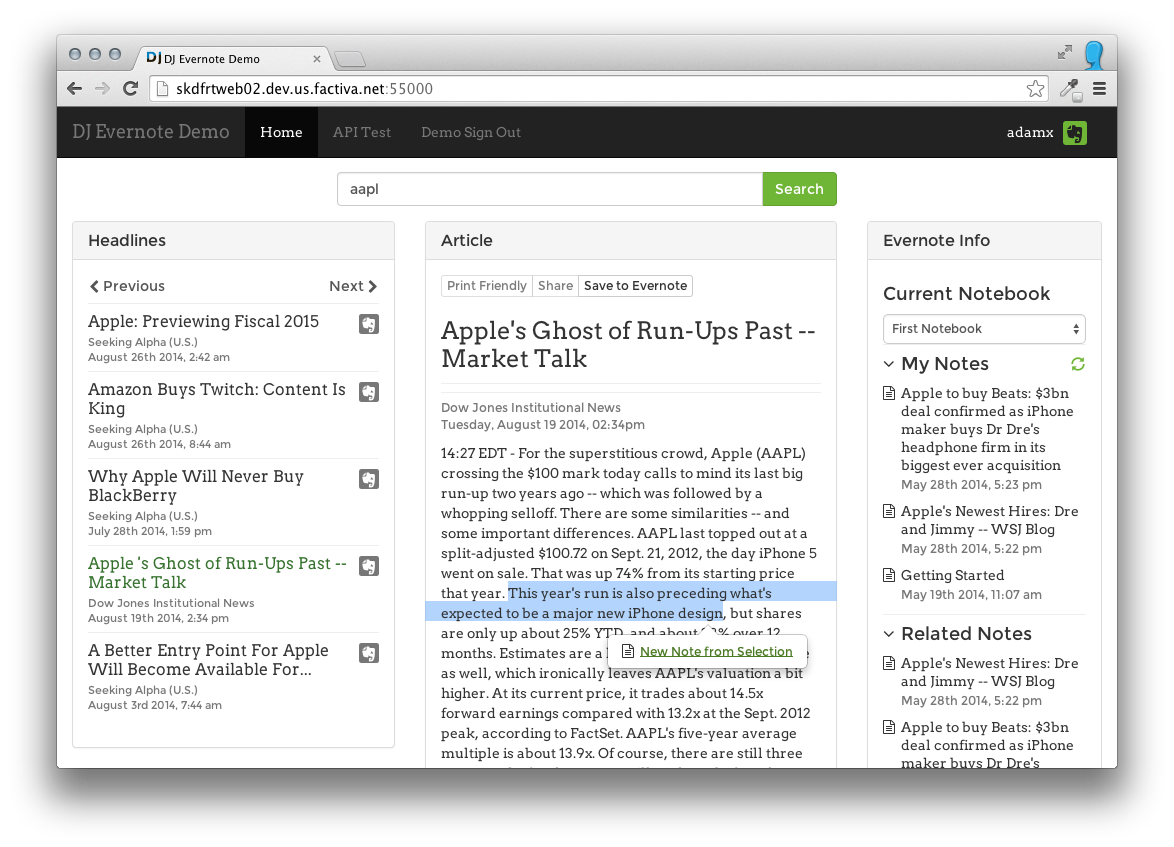 DJ DJ Evernote Demo
skdfrtweb02.dev.us.factiva.net:55000
DJ Evernote Demo
Home
API Test
Demo Sign Out
adamx
aapl
Search
Headlines
Previous
Next
Apple: Previewing Fiscal 2015
Seeking Alpha (U.S.)
August 26th 2014, 2:42 am
Amazon Buys Twitch: Content Is
King
Seeking Alpha (U.S.)
August 26th 2014, 8:44 am
Why Apple Will Never Buy
BlackBerry
Seeking Alpha (U.S.)
July 28th 2014, 1:59 pm
Apple 's Ghost of Run-Ups Past --
Market Talk
Dow Jones Institutional News
August 19th 2014, 2:34 pm
A Better Entry Point For Apple
Will Become Available For...
Seeking Alpha (U.S.)
August 3rd 2014, 7:44 am
Article
Print Friendly
Share
Save to Evernote
Apple's Ghost of Run-Ups Past --
Market Talk
Dow Jones Institutional News
Tuesday, August 19 2014, 02:34pm
14:27 EDT - For the superstitious crowd, Apple (AAPL)
crossing the $100 mark today calls to mind its last big
run-up two years ago -- which was followed by a
whopping selloff. There are some similarities -- and
some important differences. AAPL last topped out at a
split-adjusted $100.72 on Sept. 21, 2012, the day iPhone 5
went on sale. That was up 74% from its starting price
that year. This year's run is also preceding what's
expected to be a major new iPhone design, but shares
are only up about 25% YTD, and about over 12
months. Estimates are a
New Note from Selection
as well, which ironically leaves AAPL's valuation a bit
higher. At its current price, it trades about 14.5x
forward earnings compared with 13.2x at the Sept. 2012
peak, according to FactSet. AAPL's five-year average
multiple is about 13.9x. Of course, there are still three
Evernote Info
Current Notebook
First Notebook
My Notes
Apple to buy Beats: $3bn
deal confirmed as iPhone
maker buys Dr Dre's
headphone firm in its
biggest ever acquisition
May 28th 2014, 5:23 pm
Apple's Newest Hires: Dre
and Jimmy -- WSJ Blog
May 28th 2014, 5:22 pm
Getting Started
May 19th 2014, 11:07 am
Related Notes
Apple's Newest Hires: Dre
and Jimmy -- WSJ Blog
May 28th 2014, 5:22 pm
Apple to buy Beats: $3bn
deal confirmed as iPhone
maker buys Dr Dre's